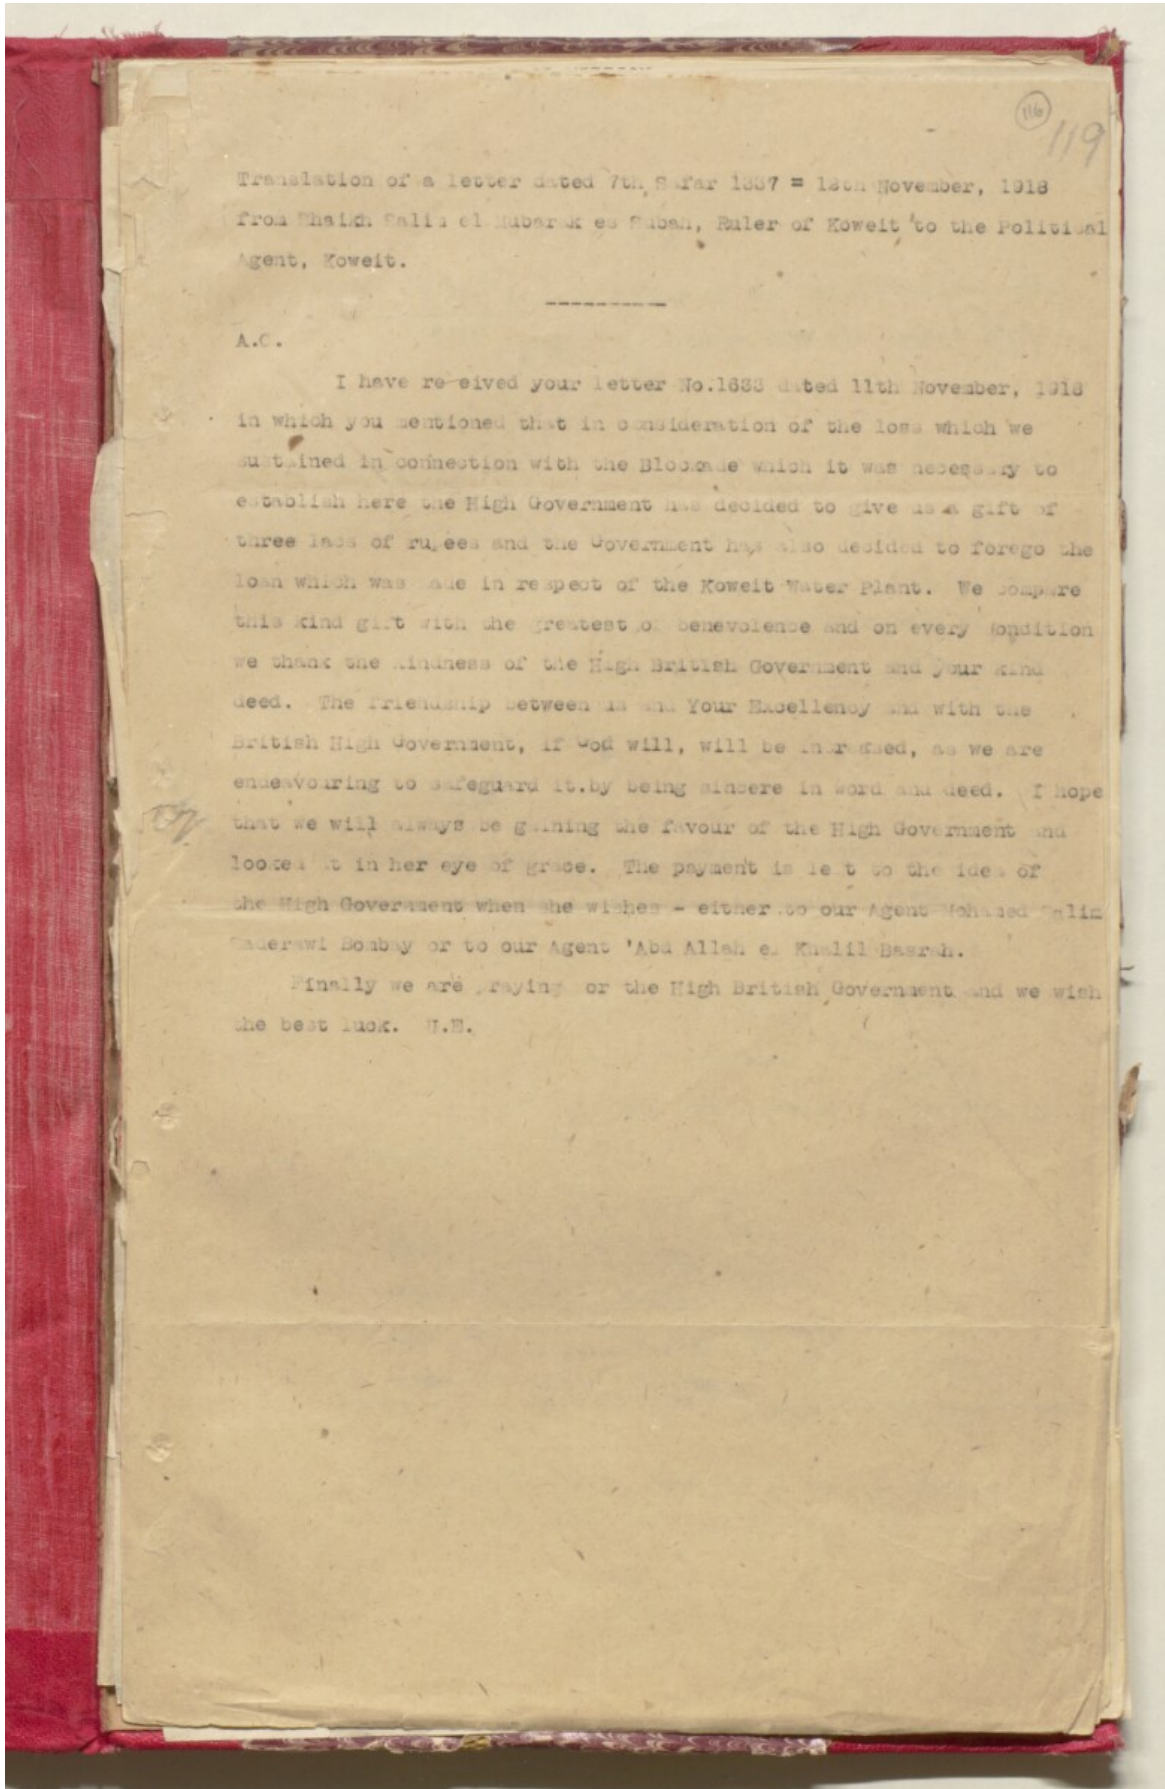 116
119
Translation of a letter dated 7th Safar 1337 = 12th November, 1918
from Shaikh Salim el Mubarak es Subah, Ruler of Koweit to the Political
Agent, Koweit.
----------
A.C.
I have received your letter No.1633 dated 11th November, 1918
in which you mentioned that in consideration of the loss which we
sustained in connection with the Blockade which it was necessary to
establish here the High Government has decided to give us a gift of
three lacs of rupees and the Government has also decided to forego the
loan which was made in respect of the Koweit Water Plant. We compare
this kind gift with the greatest of benevolence and on every condition
we thank the kindness of the High British Government and your kind
deed. The friendship between us and Your Excellency and with the
British High Government, if God will, will be increased, as we are
endeavouring to safeguard it.by being sincere in word and deed. I hope
that we will always be gaining the favour of the High Government and
looked at in her eye of grace. The payment is left to the idea of
the High Government when she wishes - either to our Agent Mohamed Salim
Saderawi Bombay or to our Agent 'Abd Allah el Khalil Basrah.
Finally we are praying for the High British Government and we wish
the best luck. U.E.